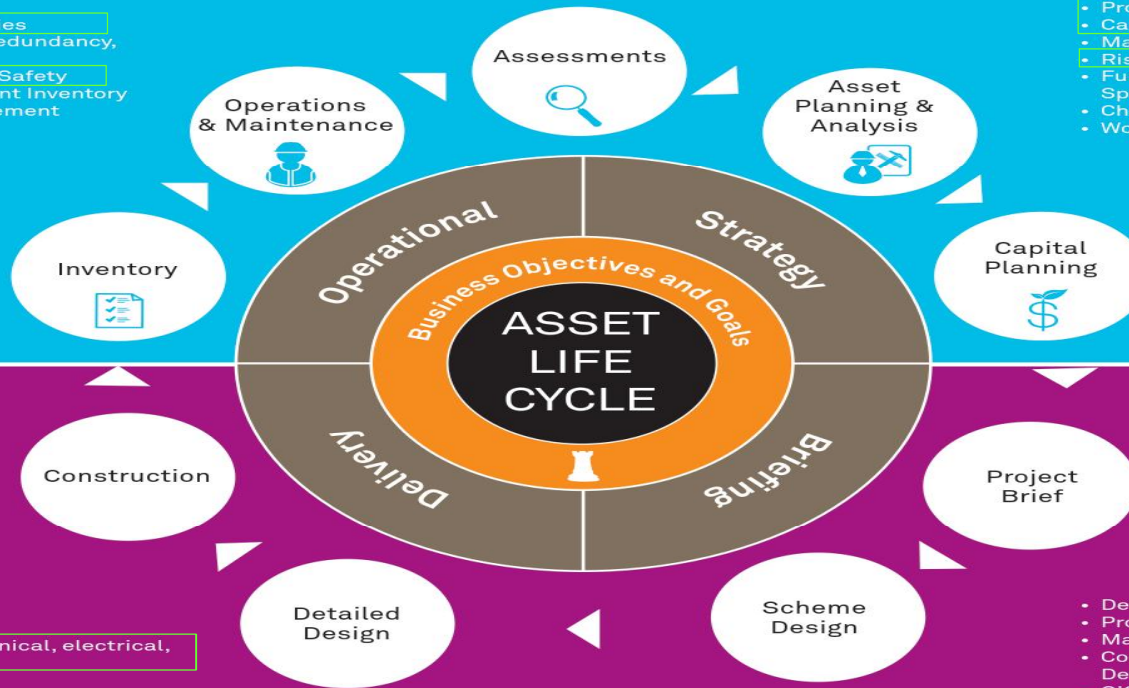 edundancy,
Safety
nt Inventory
ement
Assessments
Operations
& Maintenance
Asset
Planning &
Analysis
Inventory
Capital
Planning
Operational
Strategy
Business Objectives and Goals
ASSET
LIFE
CYCLE
Delivery
Briefing
Construction
Project
Brief
Detailed
Design
Scheme
Design
nical, electrical,